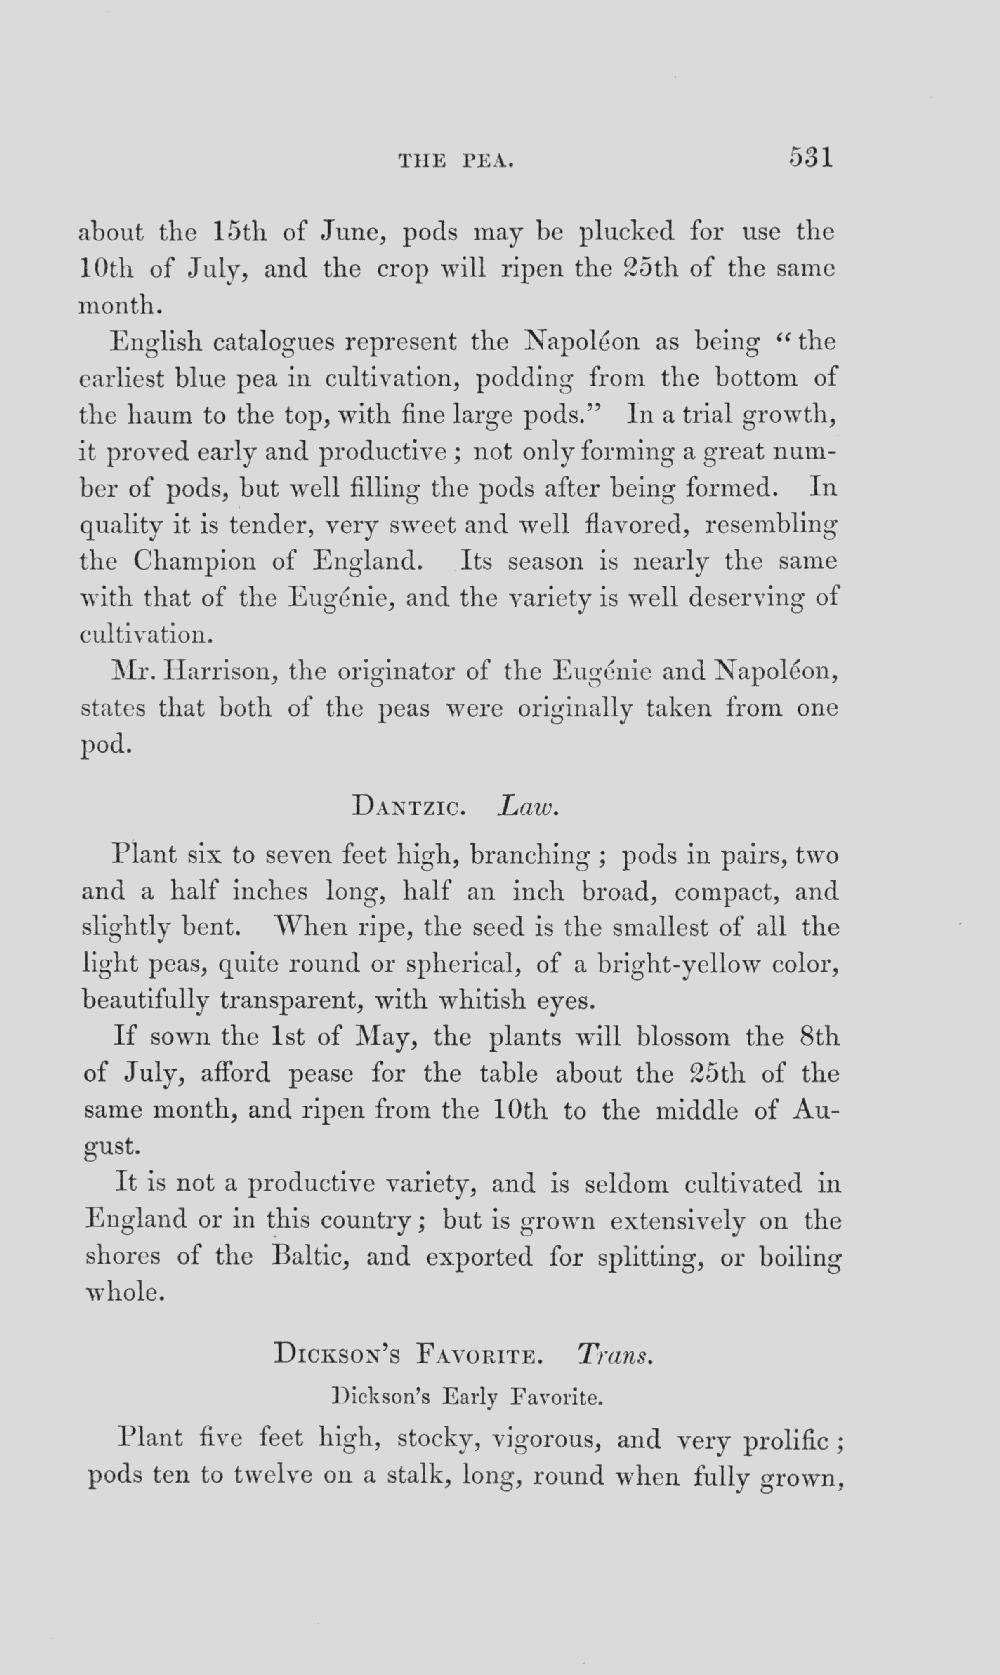 THE PEA. 531
about the 15th of June, pods may be plucked for use the
10th of July, and the crop will ripen the 25th of the same
month.
English catalogues represent the Napoléon as being “the
earliest blue pea in cultivation, podding from the bottom of
the haum to the top, with fine large pods.” In a trial growth,
it proved early and productive; not only forming a great num-
ber of pods, but well filling the pods after being formed. In
quality it is tender, very sweet and well flavored, resembling
the Champion of England. Its season is nearly the same
with that of the Eugénie, and the variety is well deserving of
cultivation.
Mr. Harrison, the originator of the Eugénie and Napoléon,
states that both of the peas were originally taken from one
pod.
DANTZIC. Law.
Plant six to seven feet high, branching; pods in pairs, two
and a half inches long, half an inch broad, compact, and
slightly bent. When ripe, the seed is the smallest of all the
light peas, quite round or spherical, of a bright-yellow color,
beautifully transparent, with whitish eyes.
If sown the 1st of May, the plants will blossom the 8th
of July, afford pease for the table about the 25th of the
same month, and ripen from the 10th to the middle of Au-
gust.
It is not a productive variety, and is seldom cultivated in
England or in this country; but is grown extensively on the
shores of the Baltic, and exported for splitting, or boiling
whole.
DICKSON’S FAVORITE. Trans.
Dickson’s Early Favorite.
Plant five feet high, stocky, vigorous, and very prolific;
pods ten to twelve on a stalk, long, round when fully grown,